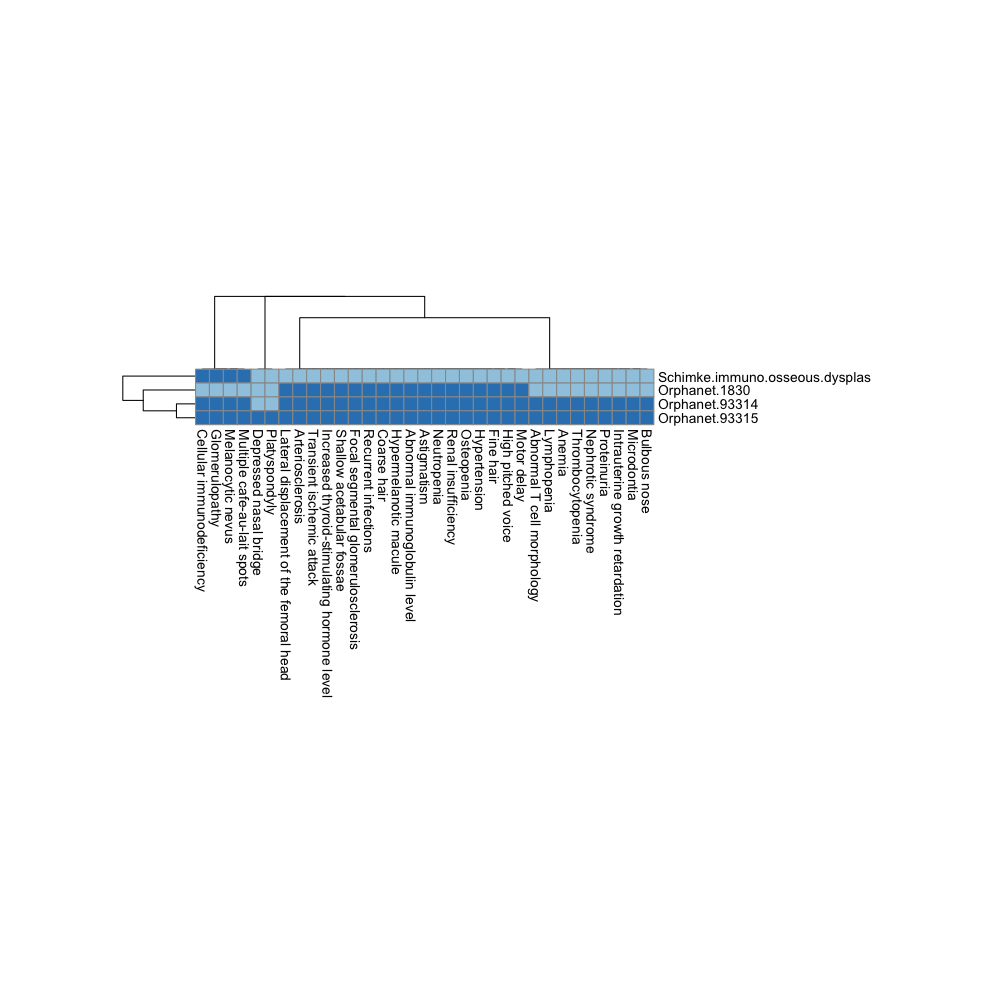 Schimke.immuno.osseous.dysplas
Orphanet.1830
Orphanet.93314
Orphanet.93315
Cellular immunodeficiency
Glomerulopathy
Melanocytic nevus
Multiple cafe-au-lait spots
Depressed nasal bridge
Platyspondyly
Lateral displacement of the femoral head
Arteriosclerosis
Transient ischemic attack
Increased thyroid-stimulating hormone level
Shallow acetabular fossae
Focal segmental glomerulosclerosis
Recurrent infections
Coarse hair
Hypermelanotic macule
Abnormal immunoglobulin level
Astigmatism
Neutropenia
Renal insufficiency
Osteopenia
Hypertension
Fine hair
High pitched voice
Motor delay
Abnormal T cell morphology
Lymphopenia
Anemia
Thrombocytopenia
Nephrotic syndrome
Proteinuria
Intrauterine growth retardation
Microdontia
Bulbous nose